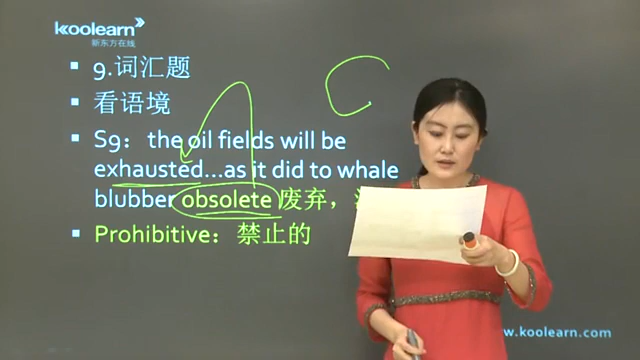 koolearn
新东方在线
9.词汇题
看语境
S9：the oil fields will be
exhausted...as it did to whale
blubber obsolete 废弃，
Prohibitive：禁止的
www.koolearn.com